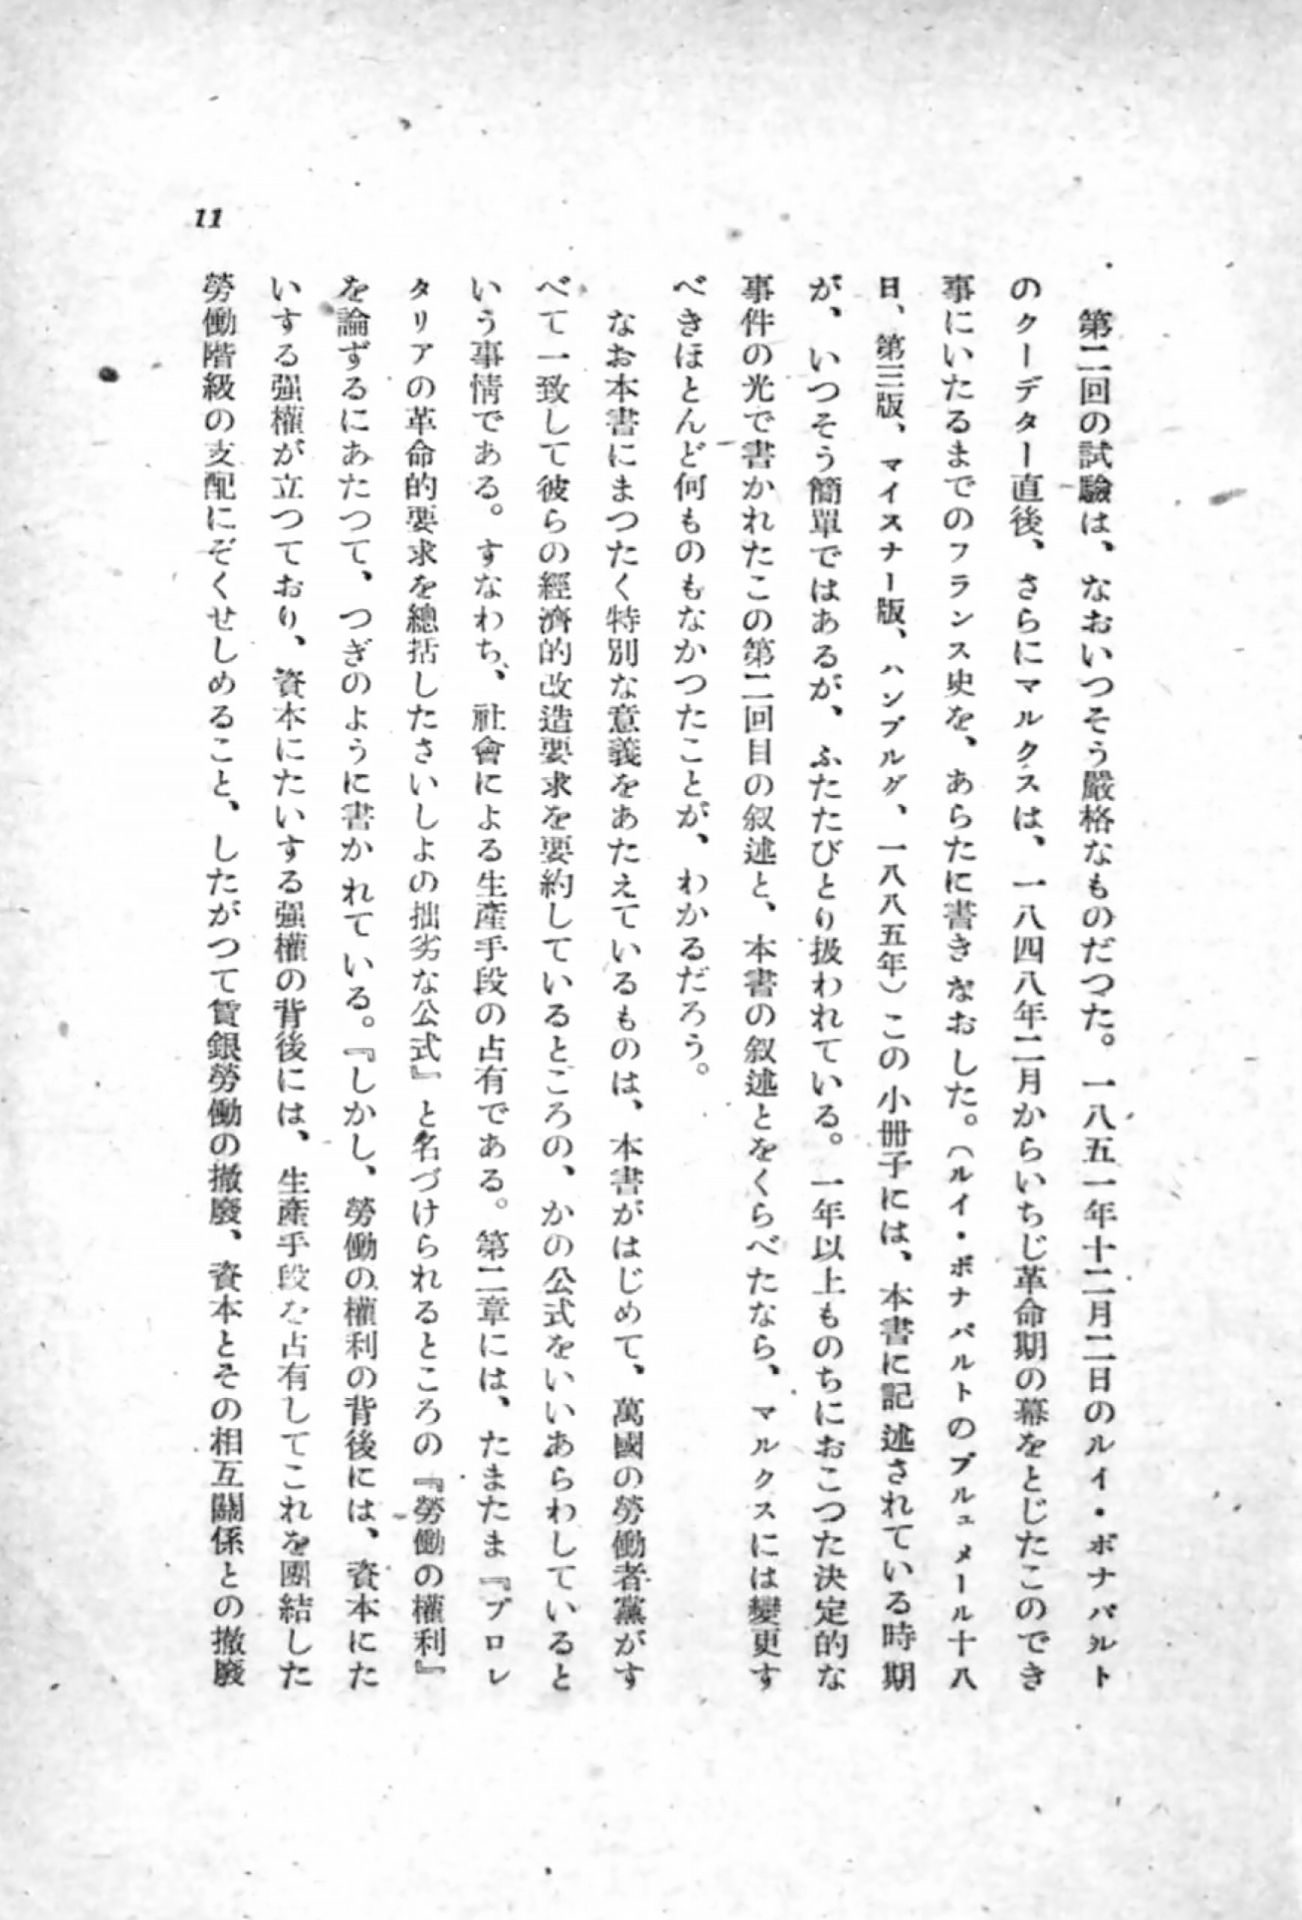 第二回の試驗は、なおいつそう嚴格なものだつた。一八五一年十二月二日のルイ・ボナパルト
のクーデター直後、さらにマルクスは、一八四八年二月からいちじ革命期の幕をとじたこのでき
事にいたるまでのフランス史を、あらたに書きなおした。（ルイ・ボナパルトのブルュメール十八
日、第三版、マイスナー版、ハンブルグ、一八八五年）この小冊子には、本書に記述されている時期
が、いつそう簡單ではあるが、ふたたびとり扱われている。一年以上ものちにおこつた決定的な
事件の光で書かれたこの第二回目の叙述と、本書の叙述とをくらべたなら、マルクスには變更す
べきほとんど何ものもなかつたことが、わかるだろう。
なお本書にまつたく特別な意義をあたえているものは、本書がはじめて、萬國の勞働者黨がす
べて一致して彼らの經濟的改造要求を要約しているところの、かの公式をいいあらわしていると
いう事情である。すなわち、社會による生產手段の占有である。第二章には、たまたま『プロレ
タリアの革命的要求を總括したさいしよの拙劣な公式』と名づけられるところの『勞働の權利』
を論ずるにあたつて、つぎのように書かれている。『しかし、勞働の權利の背後には、資本にた
いする强權が立つており、資本にたいする强權の背後には、生產手段を占有してこれを團結した
勞働階級の支配にぞくせしめること、したがつて賃銀勞働の撤廢、資本とその相互關係との撤廢
11